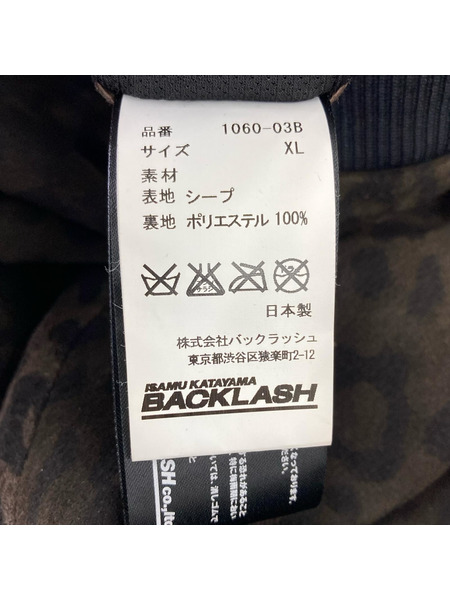 品番 1060-03B
サイズ XL
素材
表地 シープ
裏地 ポリエステル 100%
日本製
株式会社バックラッシュ
東京都渋谷区猿楽町2-12
ISAMU KATAYAMA
BACKLASH